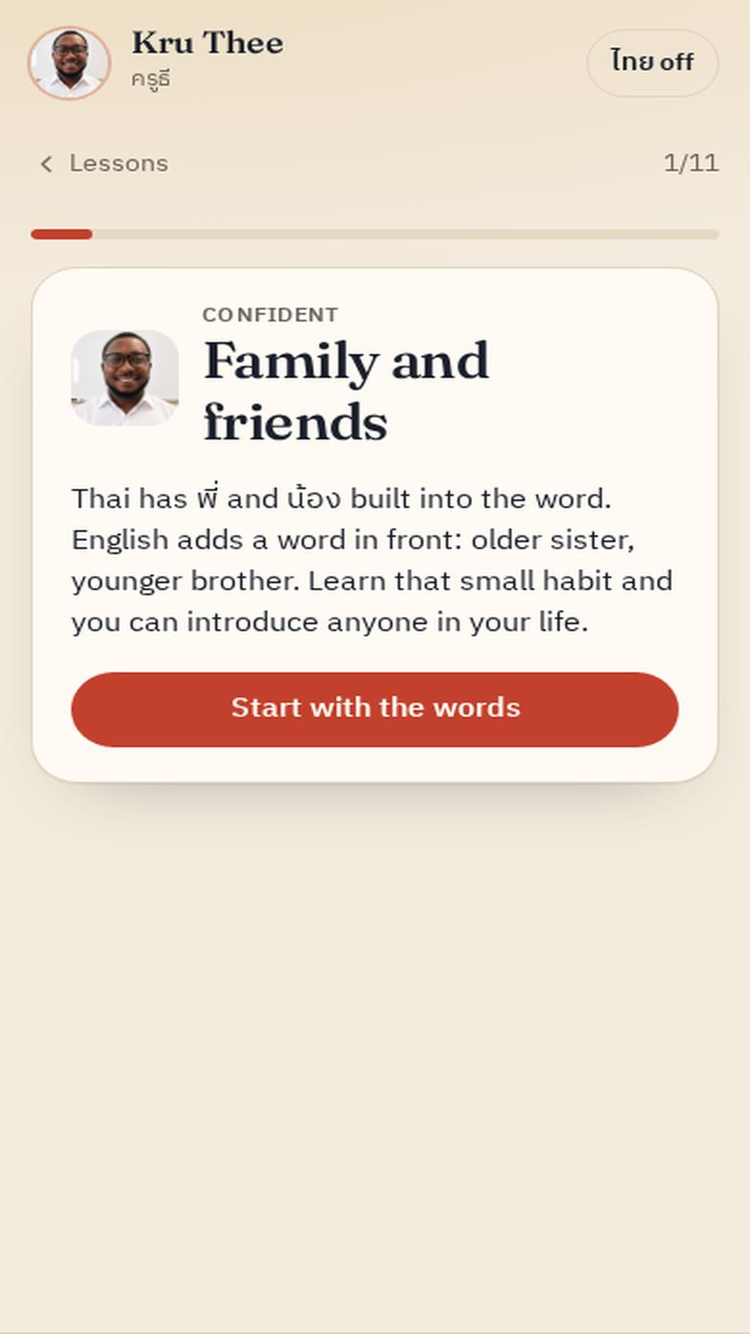 Kru Thee
ครูธี
ไทย off
Lessons
1/11
CONFIDENT
Family and
friends
Thai has พี่ and น้อง built into the word.
English adds a word in front: older sister,
younger brother. Learn that small habit and
you can introduce anyone in your life.
Start with the words